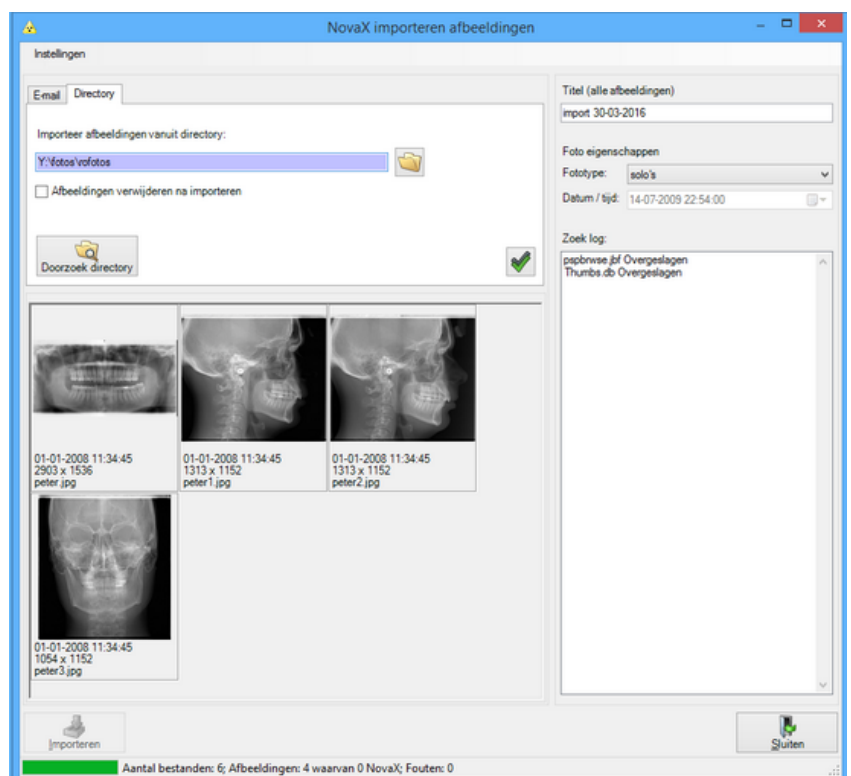 NovaX importeren afbeeldingen
Instellingen
E-mail
Directory
Importeer afbeeldingen vanuit directory:
Y:\fotos\rofotos
Afbeeldingen verwijderen na importeren
Doorzoek directory
01-01-2008 11:34:45
2903 x 1536
peter.jpg
01-01-2008 11:34:45
1313 x 1152
peter1.jpg
01-01-2008 11:34:45
1313 x 1152
peter2.jpg
01-01-2008 11:34:45
1054 x 1152
peter3.jpg
Titel (alle afbeeldingen)
import 30-03-2016
Foto eigenschappen
Fototype: solo's
Datum / tijd: 14-07-2009 22:54:00
Zoek log:
pspbrwse.jbf Overgeslagen
Thumbs.db Overgeslagen
Importeren
Sluiten
Aantal bestanden: 6; Afbeeldingen: 4 waarvan 0 NovaX; Fouten: 0